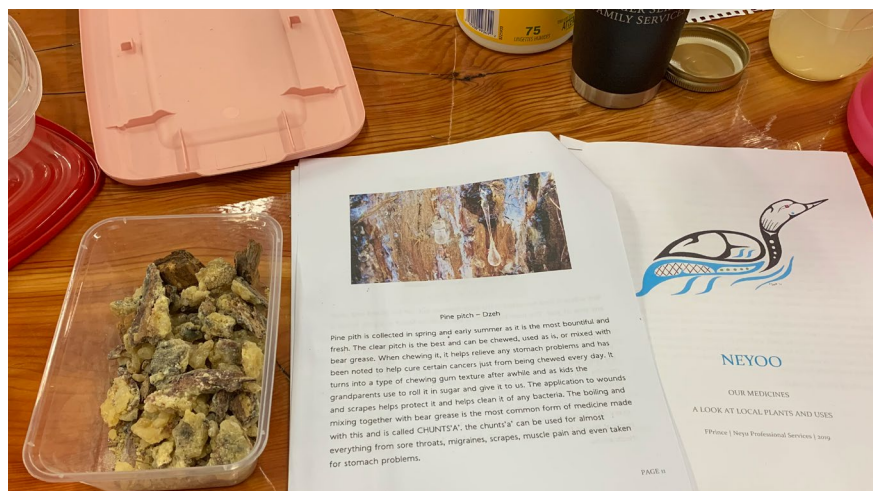 75
FAMILY SERVICES
Pine pitch – Dzeh
Pine pith is collected in spring and early summer as it is the most bountiful and
fresh. The clear pitch is the best and can be chewed, used as is, or mixed with
bear grease. When chewing it, it helps relieve any stomach problems and has
been noted to help cure certain cancers just from being chewed every day. It
turns into a type of chewing gum texture after awhile and as kids the
grandparents use to roll it in sugar and give it to us. The application to wounds
and scrapes helps protect it and helps clean it of any bacteria. The boiling and
mixing together with bear grease is the most common form of medicine made
with this and is called CHUNTS'A'. the chunts'a' can be used for almost
everything from sore throats, migraines, scrapes, muscle pain and even taken
for stomach problems.
PAGE 11
NEYOO
OUR MEDICINES
A LOOK AT LOCAL PLANTS AND USES
FPrince | Neyu Professional Services | 2019